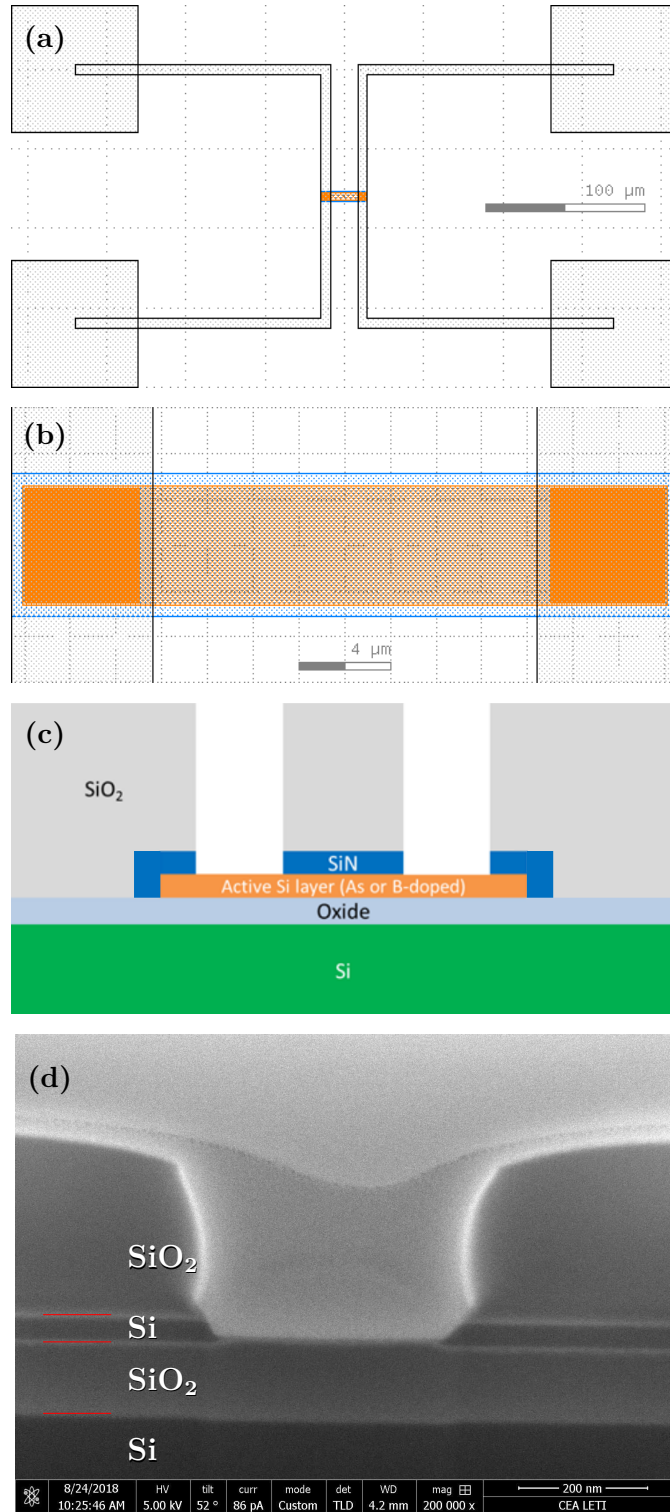 (a)
100 μm
(b)
4 μm
(c)
SiO₂
SiN
Active Si layer (As or B-doped)
Oxide
Si
(d)
SiO₂
Si
SiO₂
Si
8/24/2018 HV tilt curr mode det WD mag ⊞ 200 nm
10:25:46 AM 5.00 kV 52 ° 86 pA Custom TLD 4.2 mm 200 000 x CEA LETI